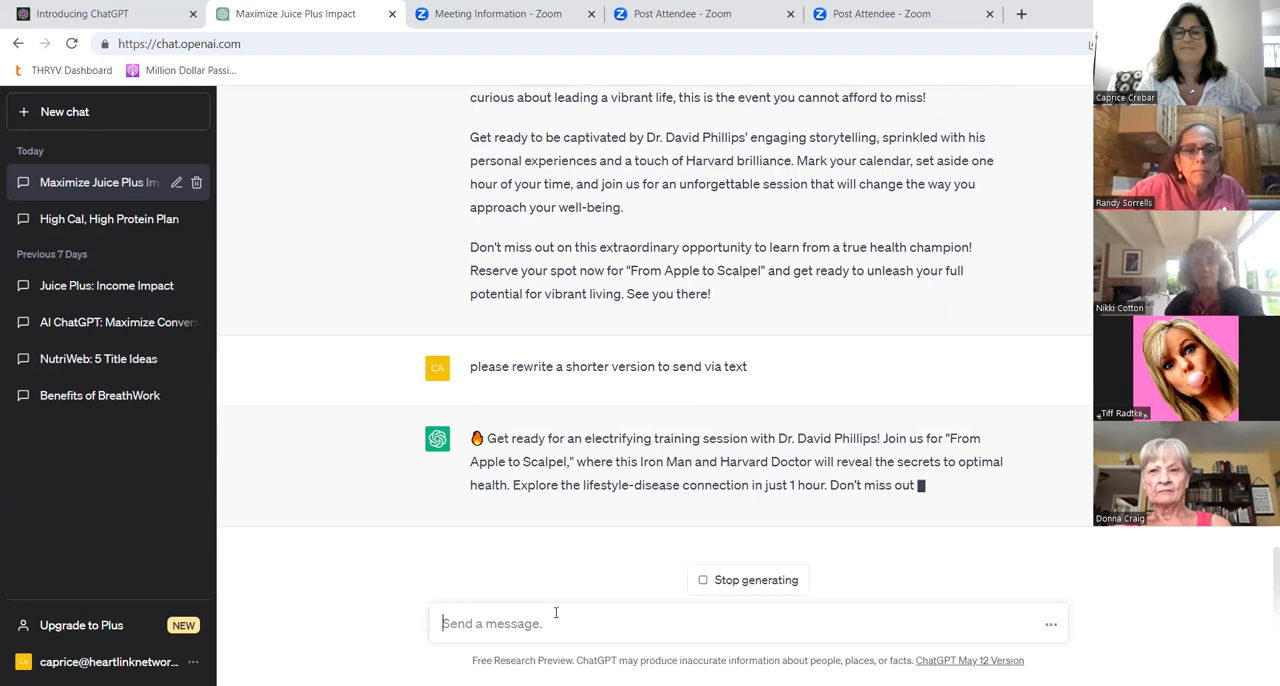 Introducing ChatGPT
Maximize Juice Plus Impact
Meeting Information - Zoom
Post Attendee - Zoom
Post Attendee - Zoom
https://chat.openai.com
THRYV Dashboard
Million Dollar Passi...
New chat
Today
Maximize Juice Plus Im
High Cal, High Protein Plan
Previous 7 Days
Juice Plus: Income Impact
AI ChatGPT: Maximize Conver
NutriWeb: 5 Title Ideas
Benefits of BreathWork
Upgrade to Plus
NEW
CA
caprice@heartlinknetwor...
curious about leading a vibrant life, this is the event you cannot afford to miss!
Get ready to be captivated by Dr. David Phillips' engaging storytelling, sprinkled with his
personal experiences and a touch of Harvard brilliance. Mark your calendar, set aside one
hour of your time, and join us for an unforgettable session that will change the way you
approach your well-being.
Don't miss out on this extraordinary opportunity to learn from a true health champion!
Reserve your spot now for "From Apple to Scalpel" and get ready to unleash your full
potential for vibrant living. See you there!
CA
please rewrite a shorter version to send via text
🔥 Get ready for an electrifying training session with Dr. David Phillips! Join us for "From
Apple to Scalpel," where this Iron Man and Harvard Doctor will reveal the secrets to optimal
health. Explore the lifestyle-disease connection in just 1 hour. Don't miss out
Stop generating
Send a message.
Free Research Preview. ChatGPT may produce inaccurate information about people, places, or facts. ChatGPT May 12 Version
Caprice Crebar
Randy Sorrells
Nikki Cotton
Tiff Radtke
Donna Craig